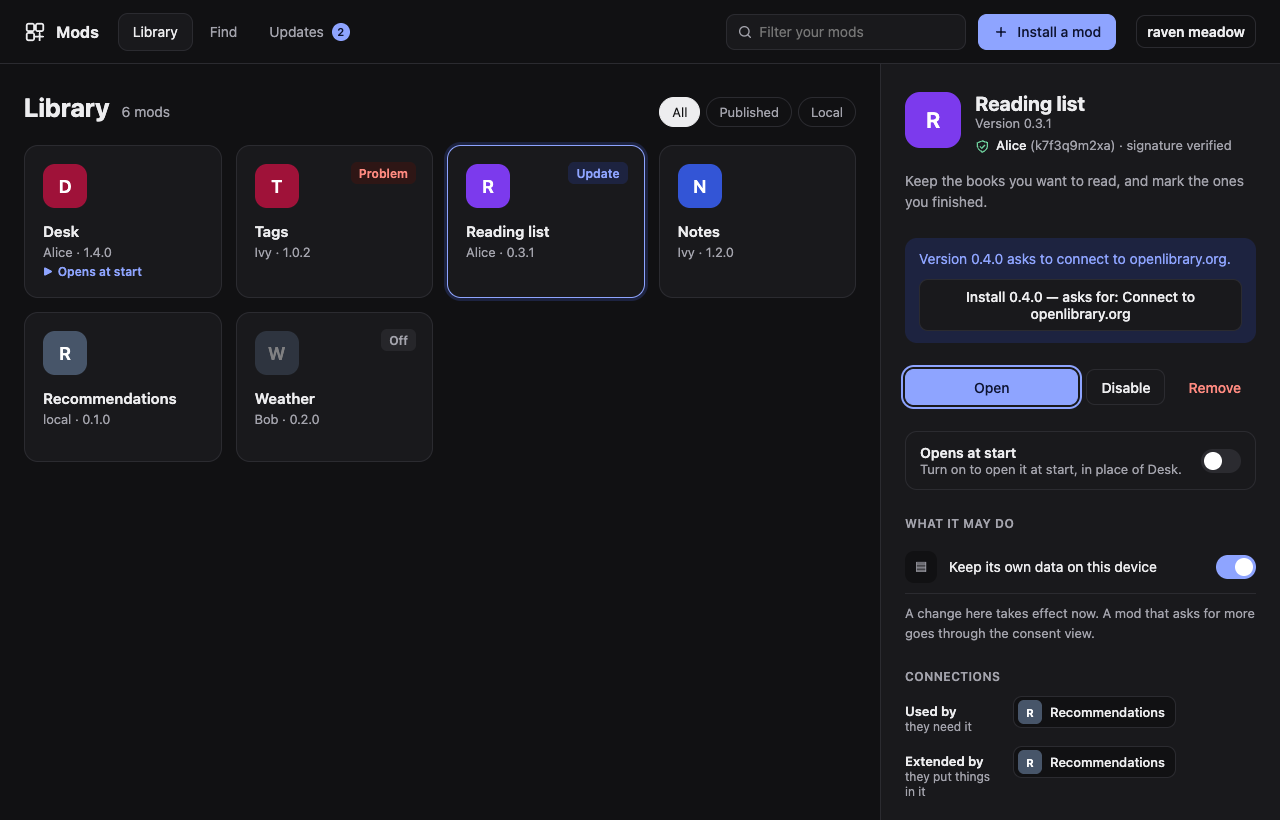 Mods
Library
Find
Updates 2
Filter your mods
+ Install a mod
raven meadow
Library 6 mods
All
Published
Local
D
Desk
Alice · 1.4.0
▶ Opens at start
T
Problem
Tags
Ivy · 1.0.2
R
Update
Reading list
Alice · 0.3.1
N
Notes
Ivy · 1.2.0
R
Recommendations
local · 0.1.0
W
Off
Weather
Bob · 0.2.0
R
Reading list
Version 0.3.1
Alice (k7f3q9m2xa) · signature verified
Keep the books you want to read, and mark the ones
you finished.
Version 0.4.0 asks to connect to openlibrary.org.
Install 0.4.0 — asks for: Connect to
openlibrary.org
Open
Disable
Remove
Opens at start
Turn on to open it at start, in place of Desk.
WHAT IT MAY DO
Keep its own data on this device
A change here takes effect now. A mod that asks for more
goes through the consent view.
CONNECTIONS
Used by
they need it
R Recommendations
Extended by
they put things
in it
R Recommendations